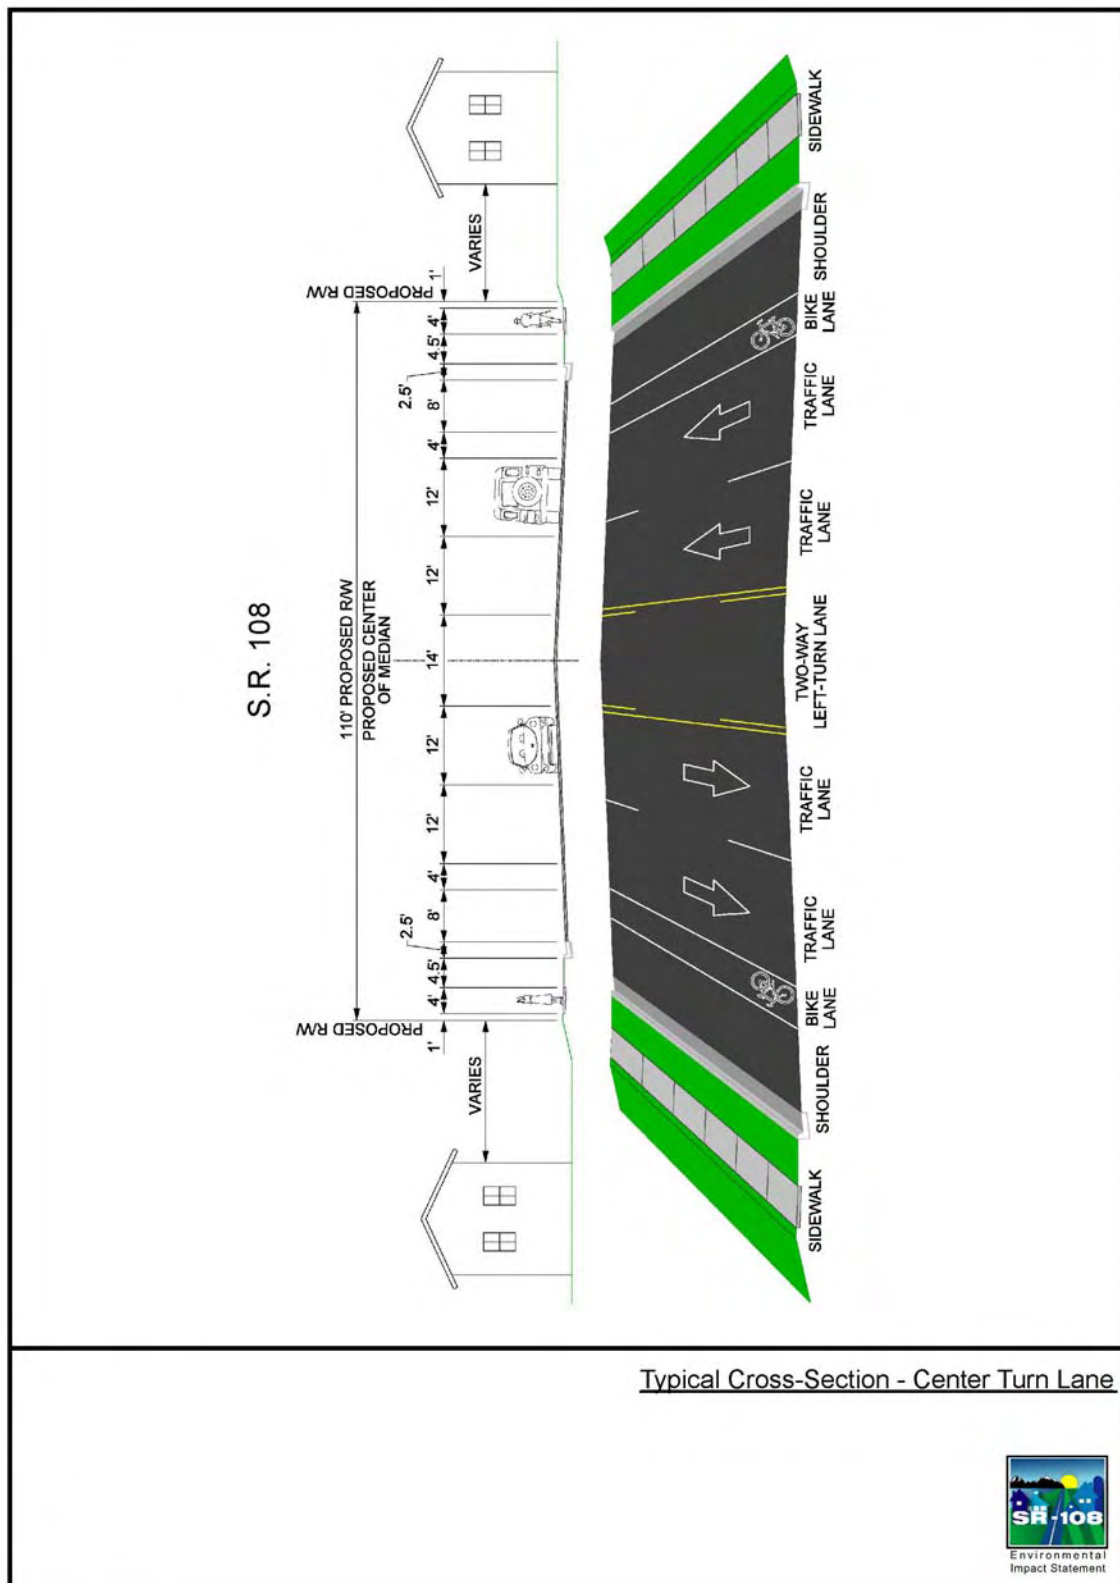 S.R. 108
110' PROPOSED R/W
PROPOSED CENTER
OF MEDIAN
PROPOSED R/W
PROPOSED R/W
VARIES
1'
4'
4.5'
2.5'
8'
4'
12'
12'
14'
12'
12'
4'
8'
2.5'
4.5'
4'
1'
VARIES
SIDEWALK
SHOULDER
BIKE
LANE
TRAFFIC
LANE
TRAFFIC
LANE
TWO-WAY
LEFT-TURN LANE
TRAFFIC
LANE
TRAFFIC
LANE
BIKE
LANE
SHOULDER
SIDEWALK
Typical Cross-Section - Center Turn Lane
SR-108
Environmental
Impact Statement